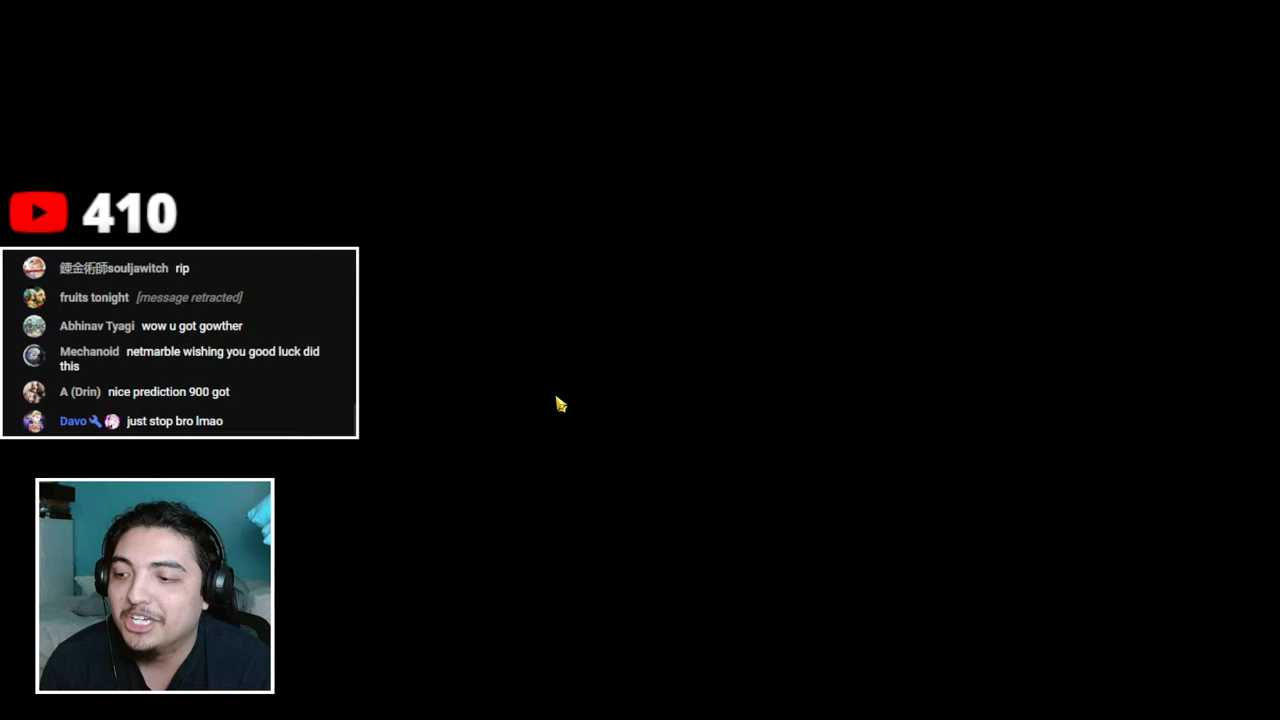 410
錬金術師souljawitch rip
fruits tonight [message retracted]
Abhinav Tyagi wow u got gowther
Mechanoid netmarble wishing you good luck did
this
A (Drin) nice prediction 900 got
Davo just stop bro lmao